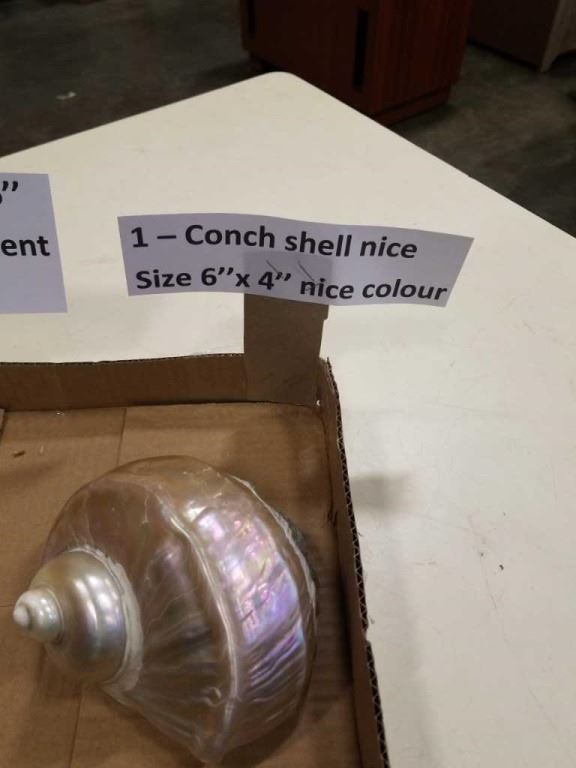 ”
ent
1 – Conch shell nice
Size 6”x 4” nice colour